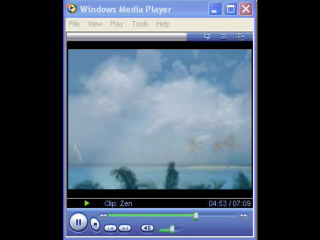 Windows Media Player
File View Play Tools Help
Clip: Zen 04:53 / 07:09